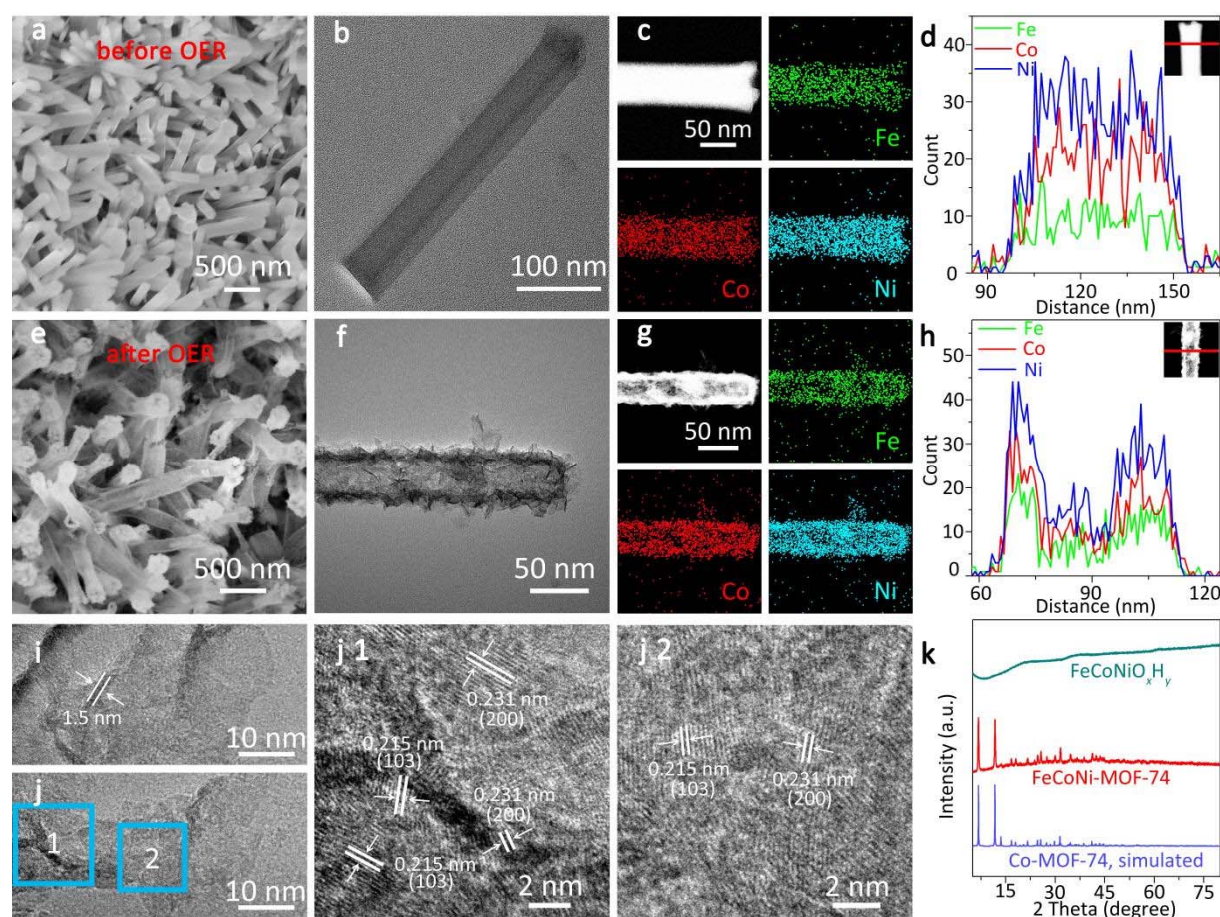 a
before OER
500 nm
b
100 nm
c
50 nm
Fe
Co
Ni
d
Fe
Co
Ni
40
30
20
10
0
Count
90
120
150
Distance (nm)
e
after OER
500 nm
f
50 nm
g
50 nm
Fe
Co
Ni
h
Fe
Co
Ni
50
40
30
20
10
0
Count
60
90
120
Distance (nm)
i
1.5 nm
10 nm
j
1
2
10 nm
j 1
0.231 nm
(200)
0.215 nm
(103)
0.231 nm
(200)
0.215 nm
(103)
2 nm
j 2
0.215 nm
(103)
0.231 nm
(200)
2 nm
k
FeCoNiOxHy
FeCoNi-MOF-74
Co-MOF-74, simulated
Intensity (a.u.)
15
30
45
60
75
2 Theta (degree)